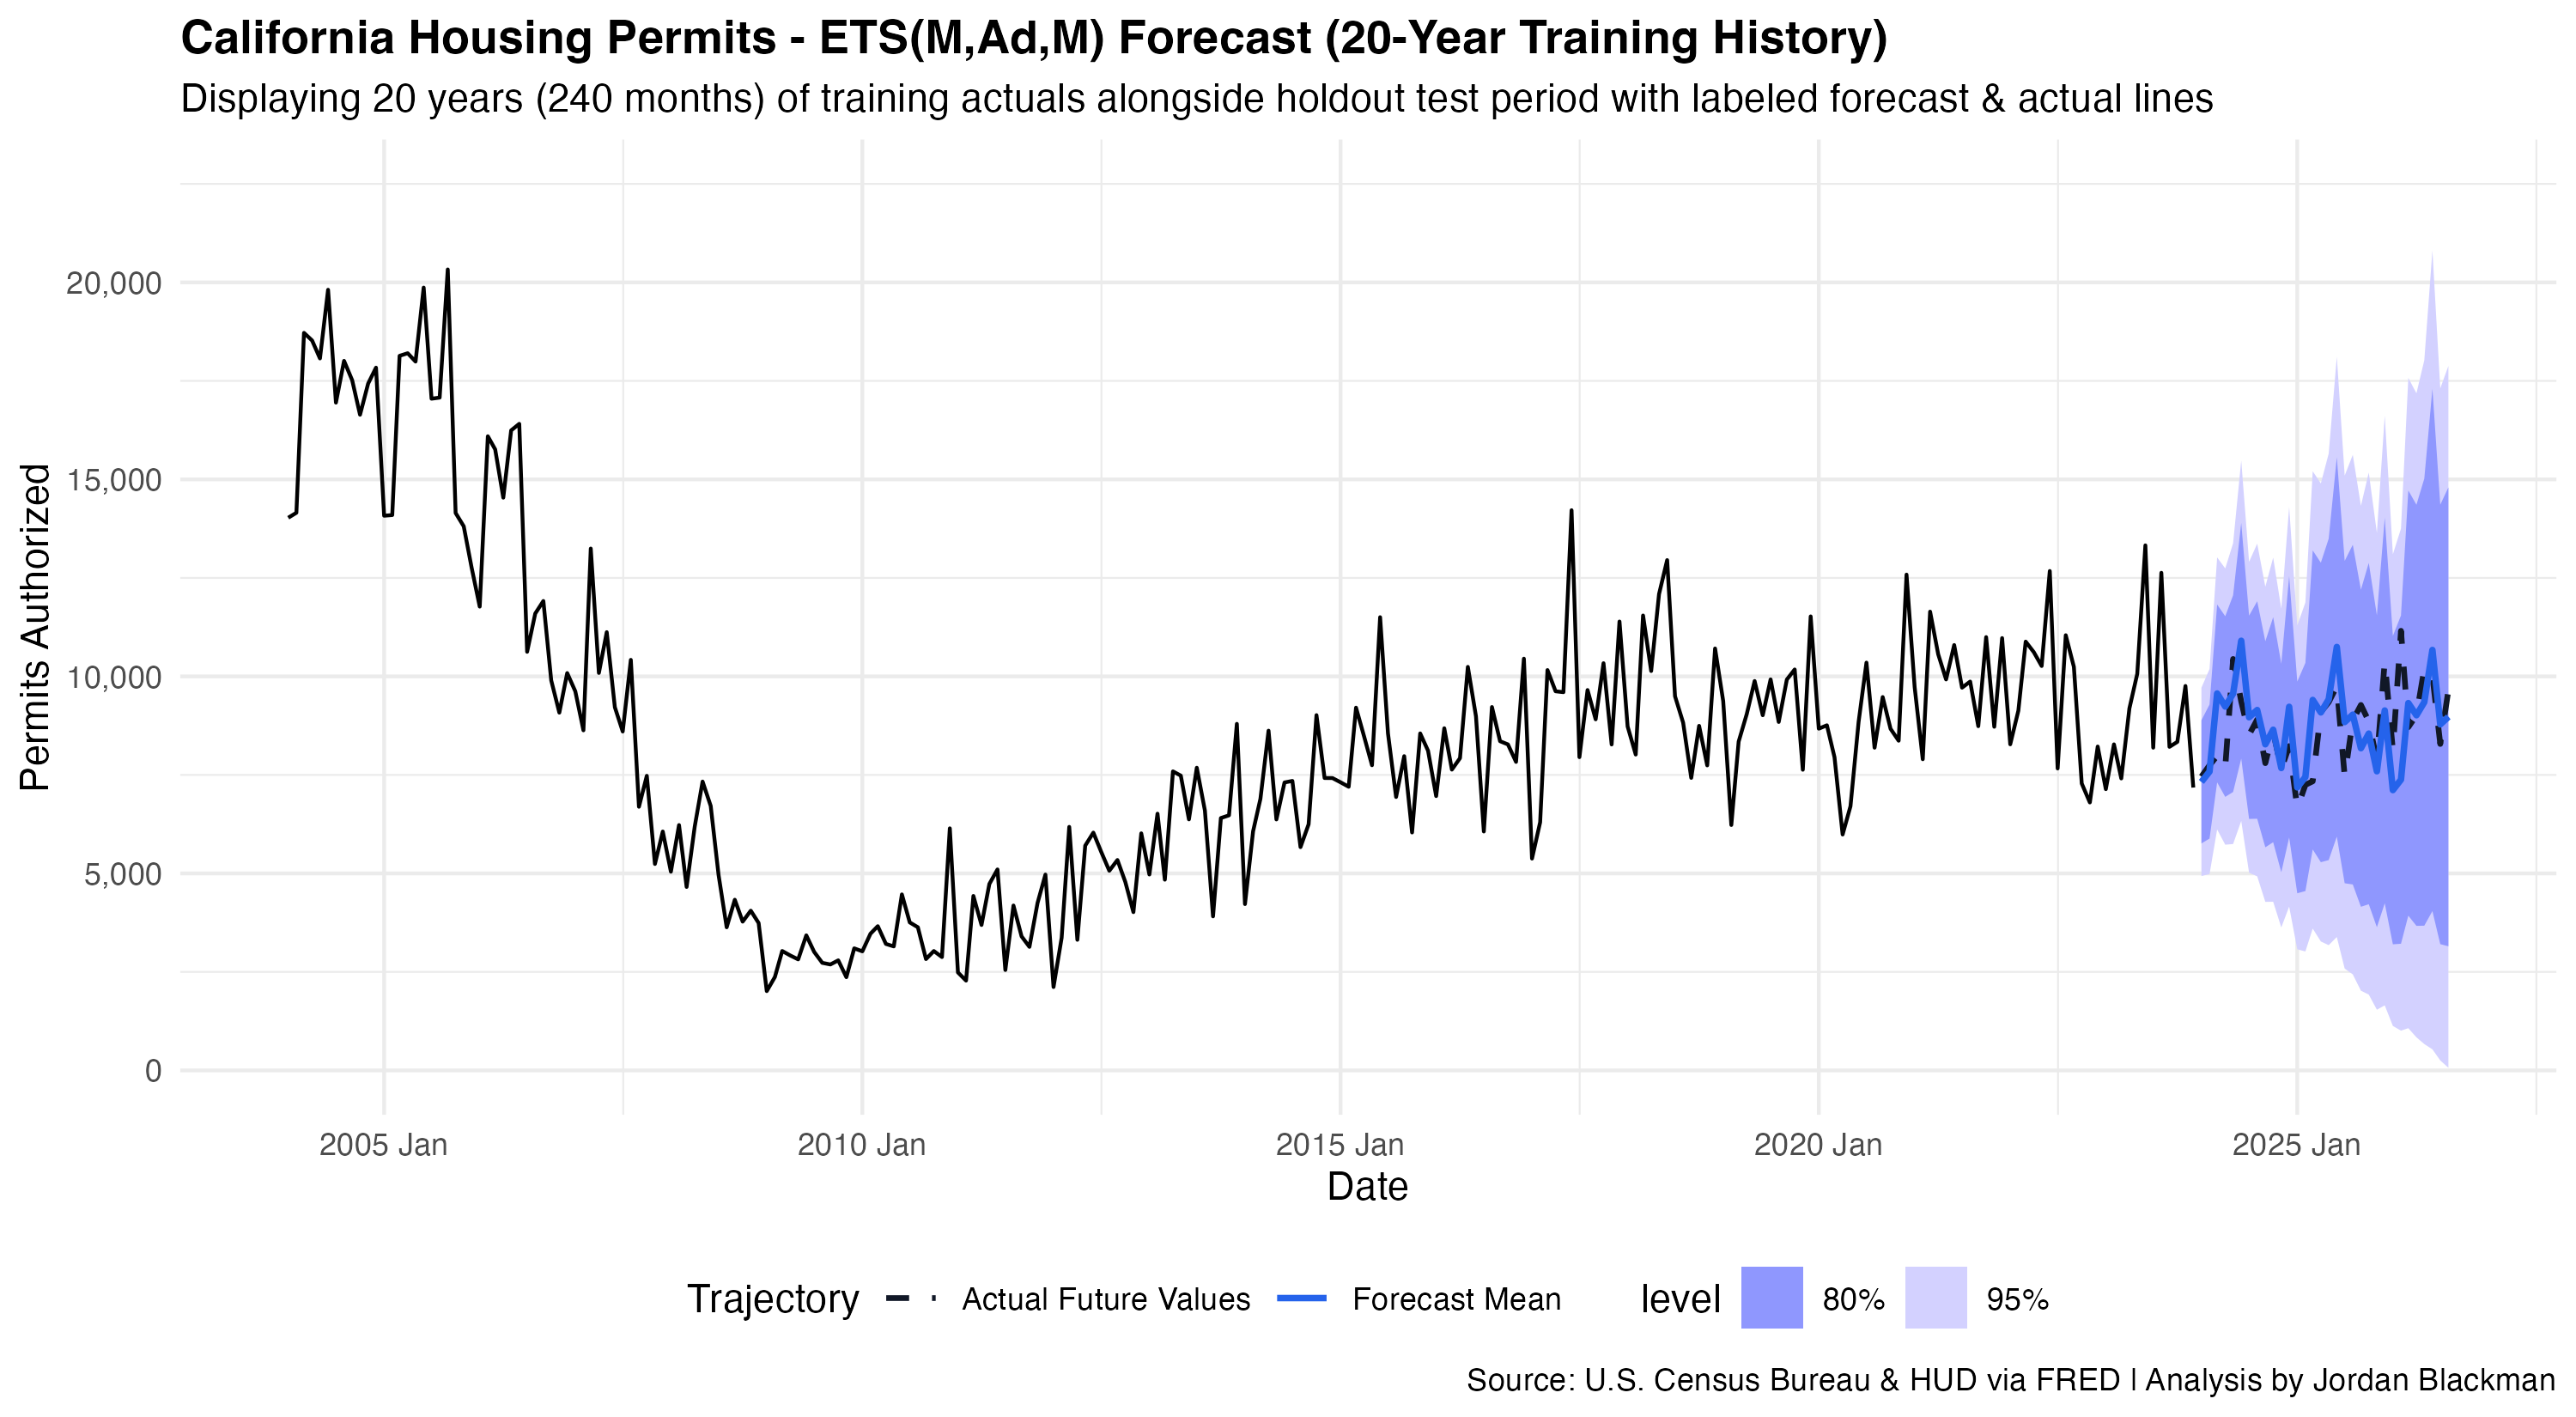 California Housing Permits - ETS(M,Ad,M) Forecast (20-Year Training History)
Displaying 20 years (240 months) of training actuals alongside holdout test period with labeled forecast & actual lines
Permits Authorized
20,000
15,000
10,000
5,000
0
2005 Jan
2010 Jan
2015 Jan
2020 Jan
2025 Jan
Date
Trajectory
Actual Future Values
Forecast Mean
level
80%
95%
Source: U.S. Census Bureau & HUD via FRED | Analysis by Jordan Blackman